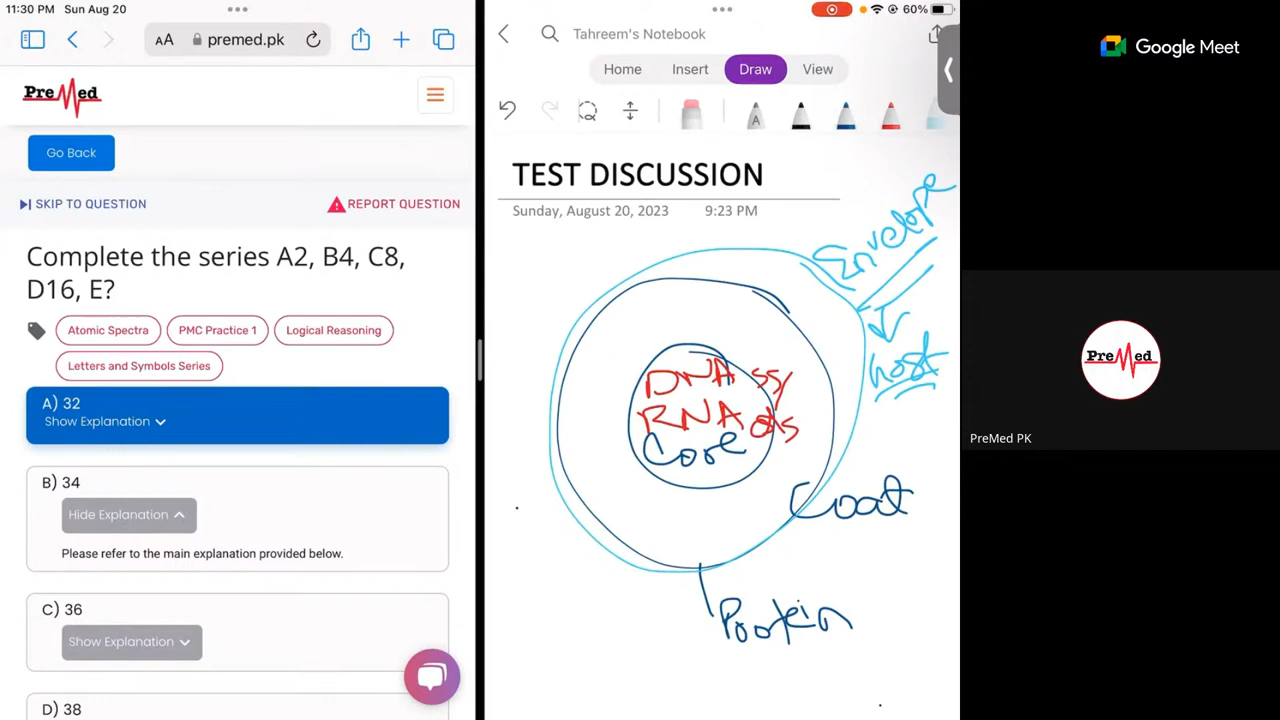 11:30 PM Sun Aug 20
60%
AA premed.pk
PreMed
Go Back
SKIP TO QUESTION
REPORT QUESTION
Complete the series A2, B4, C8,
D16, E?
Atomic Spectra
PMC Practice 1
Logical Reasoning
Letters and Symbols Series
A) 32
Show Explanation
B) 34
Hide Explanation
Please refer to the main explanation provided below.
C) 36
Show Explanation
D) 38
Tahreem's Notebook
Home Insert Draw View
A
TEST DISCUSSION
Sunday, August 20, 2023 9:23 PM
Envelope
host
DNA ss/
RNA ds
Core
Coat
Protein
Google Meet
PreMed
PreMed PK